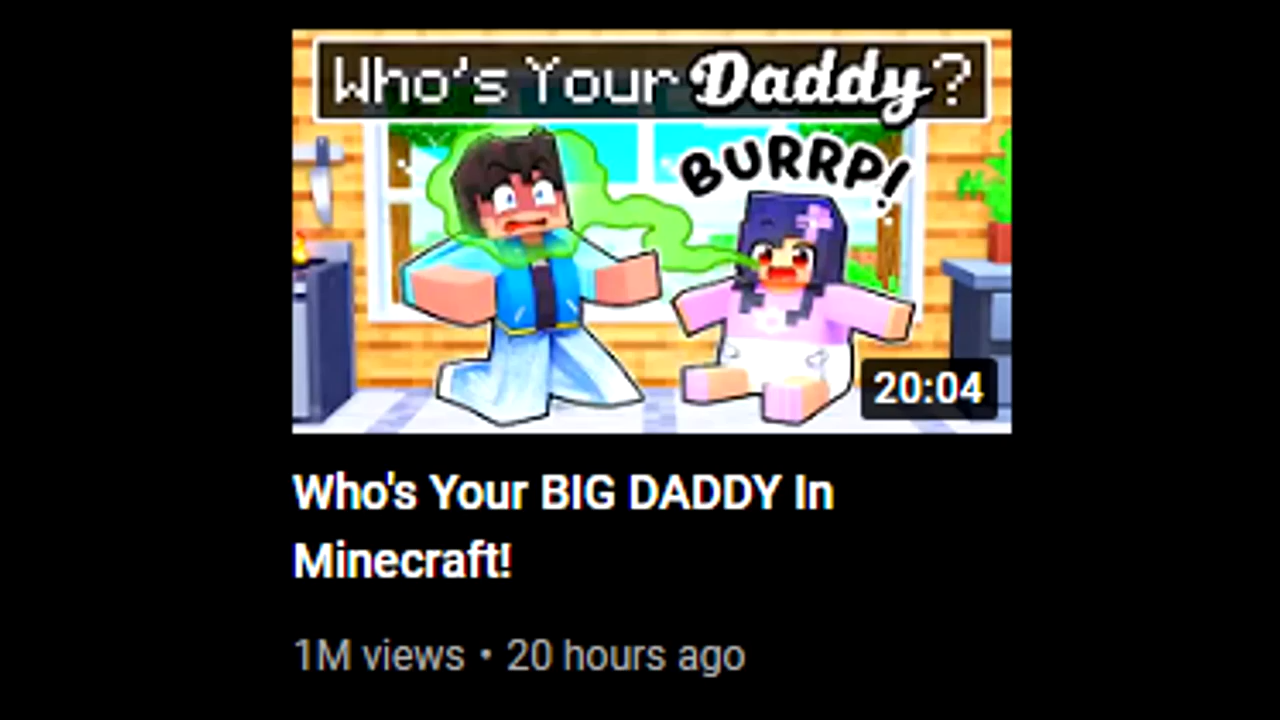 Who's Your Daddy?
BURRP!
20:04
Who's Your BIG DADDY In
Minecraft!
1M views • 20 hours ago